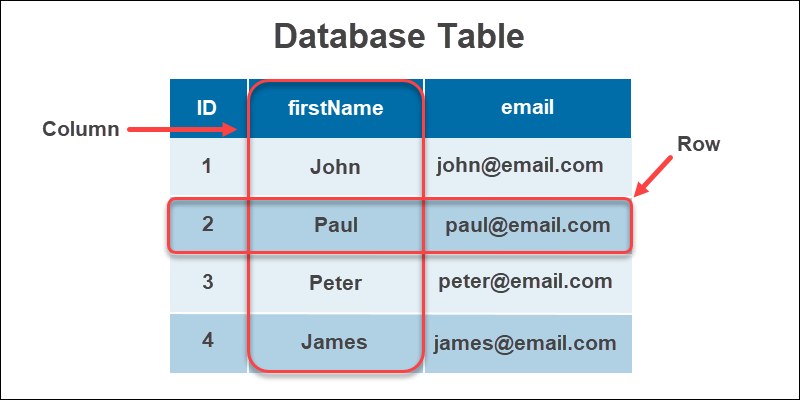 Database Table
ID firstName email
Column
Row
1 John john@email.com
2 Paul paul@email.com
3 Peter peter@email.com
4 James james@email.com